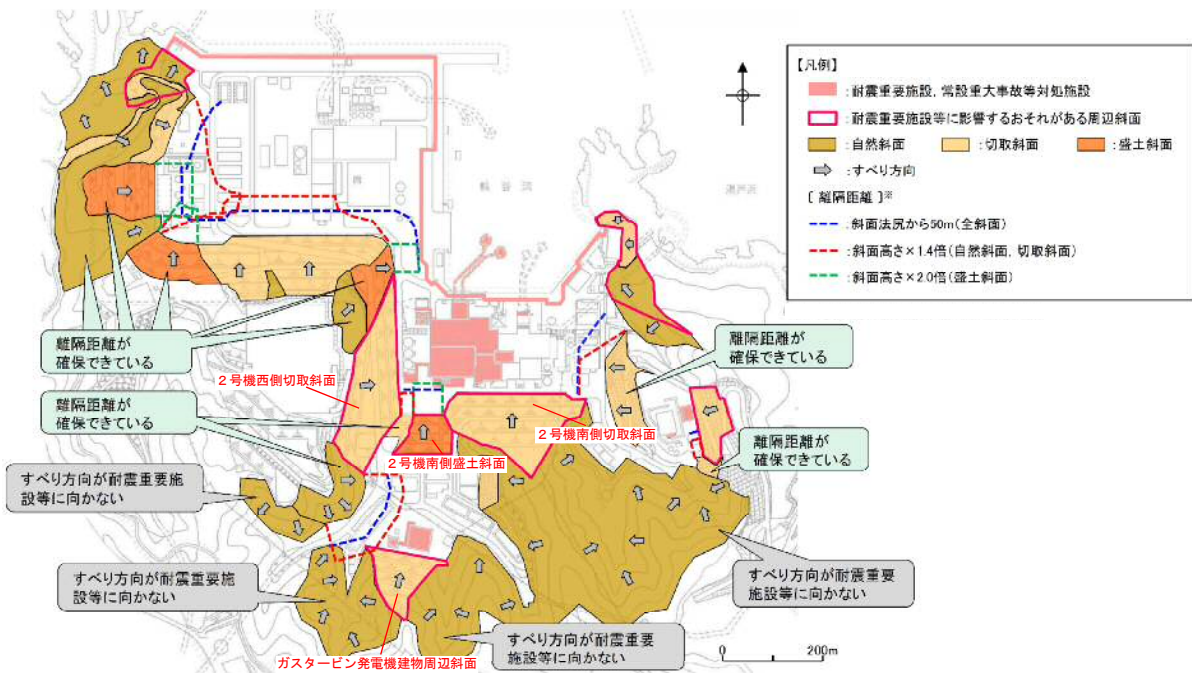 【凡例】
：耐震重要施設，常設重大事故等対処施設
：耐震重要施設等に影響するおそれがある周辺斜面
：自然斜面
：切取斜面
：盛土斜面
：すべり方向
〔 離隔距離 〕※
：斜面法尻から50m(全斜面)
：斜面高さ×1.4倍(自然斜面，切取斜面)
：斜面高さ×2.0倍(盛土斜面)
離隔距離が
確保できている
２号機西側切取斜面
離隔距離が
確保できている
離隔距離が
確保できている
２号機南側切取斜面
２号機南側盛土斜面
離隔距離が
確保できている
すべり方向が耐震重要施
設等に向かない
すべり方向が耐震重要施
設等に向かない
すべり方向が耐震重要
施設等に向かない
すべり方向が耐震重要
施設等に向かない
ガスタービン発電機建物周辺斜面
0
200m